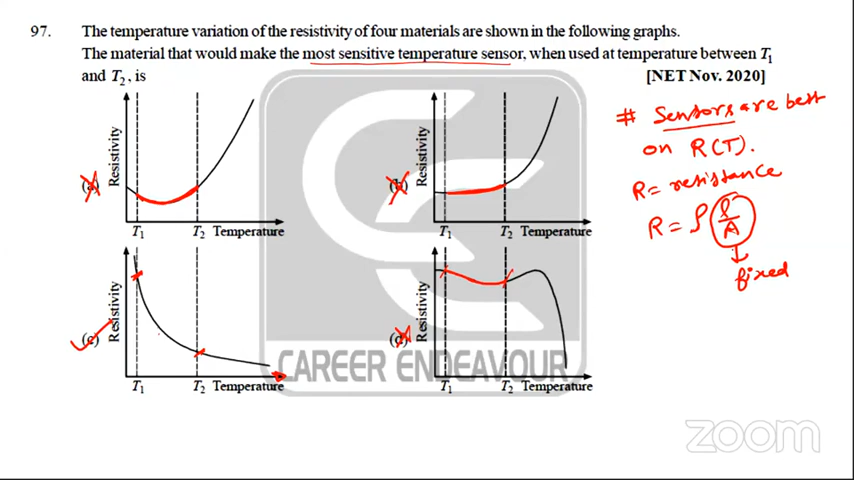 97. The temperature variation of the resistivity of four materials are shown in the following graphs.
The material that would make the most sensitive temperature sensor, when used at temperature between T₁
and T₂, is [NET Nov. 2020]
# Sensors are best
on R(T).
R = resistance
R = ρ l/A
fixed
(a) Resistivity
T₁ T₂ Temperature
(b) Resistivity
T₁ T₂ Temperature
(c) Resistivity
T₁ T₂ Temperature
(d) Resistivity
T₁ T₂ Temperature
CAREER ENDEAVOUR
zoom